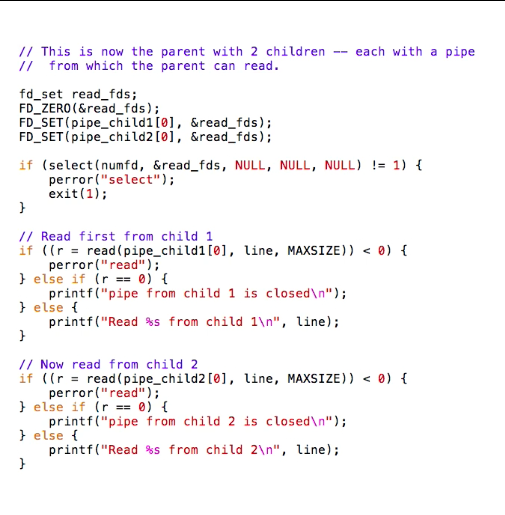 // This is now the parent with 2 children -- each with a pipe
//  from which the parent can read.
fd_set read_fds;
FD_ZERO(&read_fds);
FD_SET(pipe_child1[0], &read_fds);
FD_SET(pipe_child2[0], &read_fds);
if (select(numfd, &read_fds, NULL, NULL, NULL) != 1) {
    perror("select");
    exit(1);
}
// Read first from child 1
if ((r = read(pipe_child1[0], line, MAXSIZE)) < 0) {
    perror("read");
} else if (r == 0) {
    printf("pipe from child 1 is closed\n");
} else {
    printf("Read %s from child 1\n", line);
}
// Now read from child 2
if ((r = read(pipe_child2[0], line, MAXSIZE)) < 0) {
    perror("read");
} else if (r == 0) {
    printf("pipe from child 2 is closed\n");
} else {
    printf("Read %s from child 2\n", line);
}